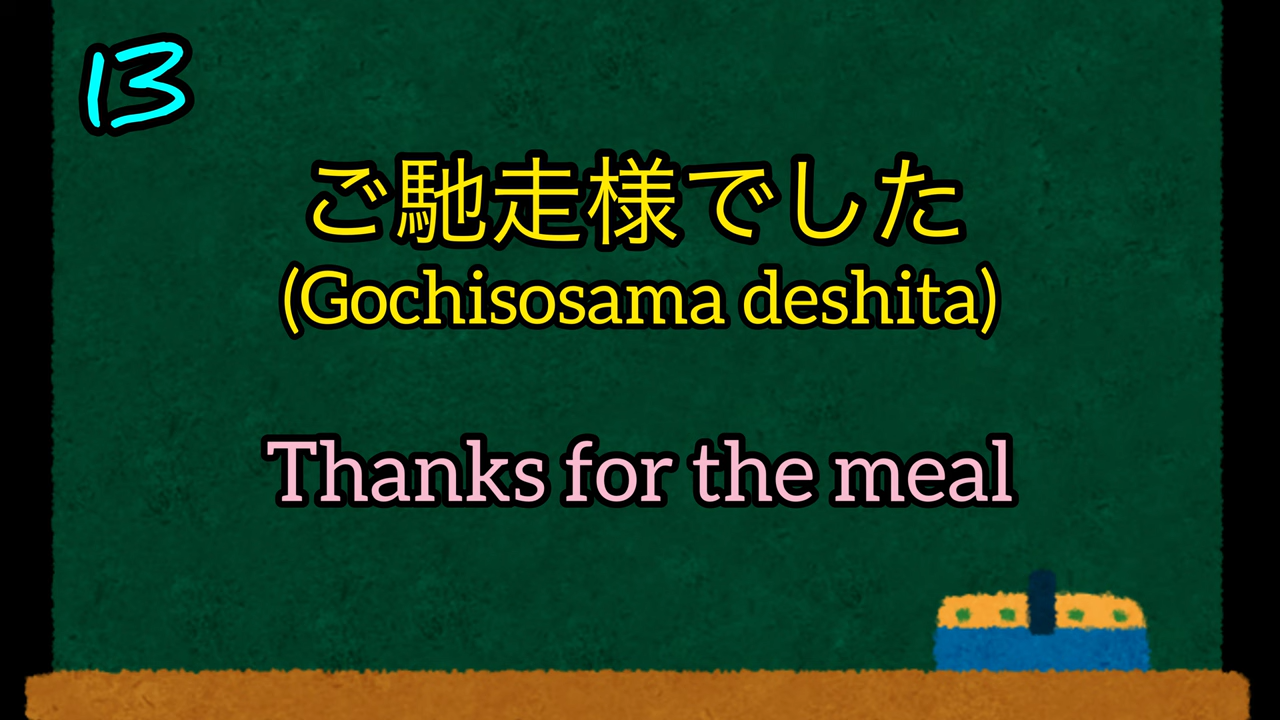 13
ご馳走様でした
(Gochisosama deshita)
Thanks for the meal